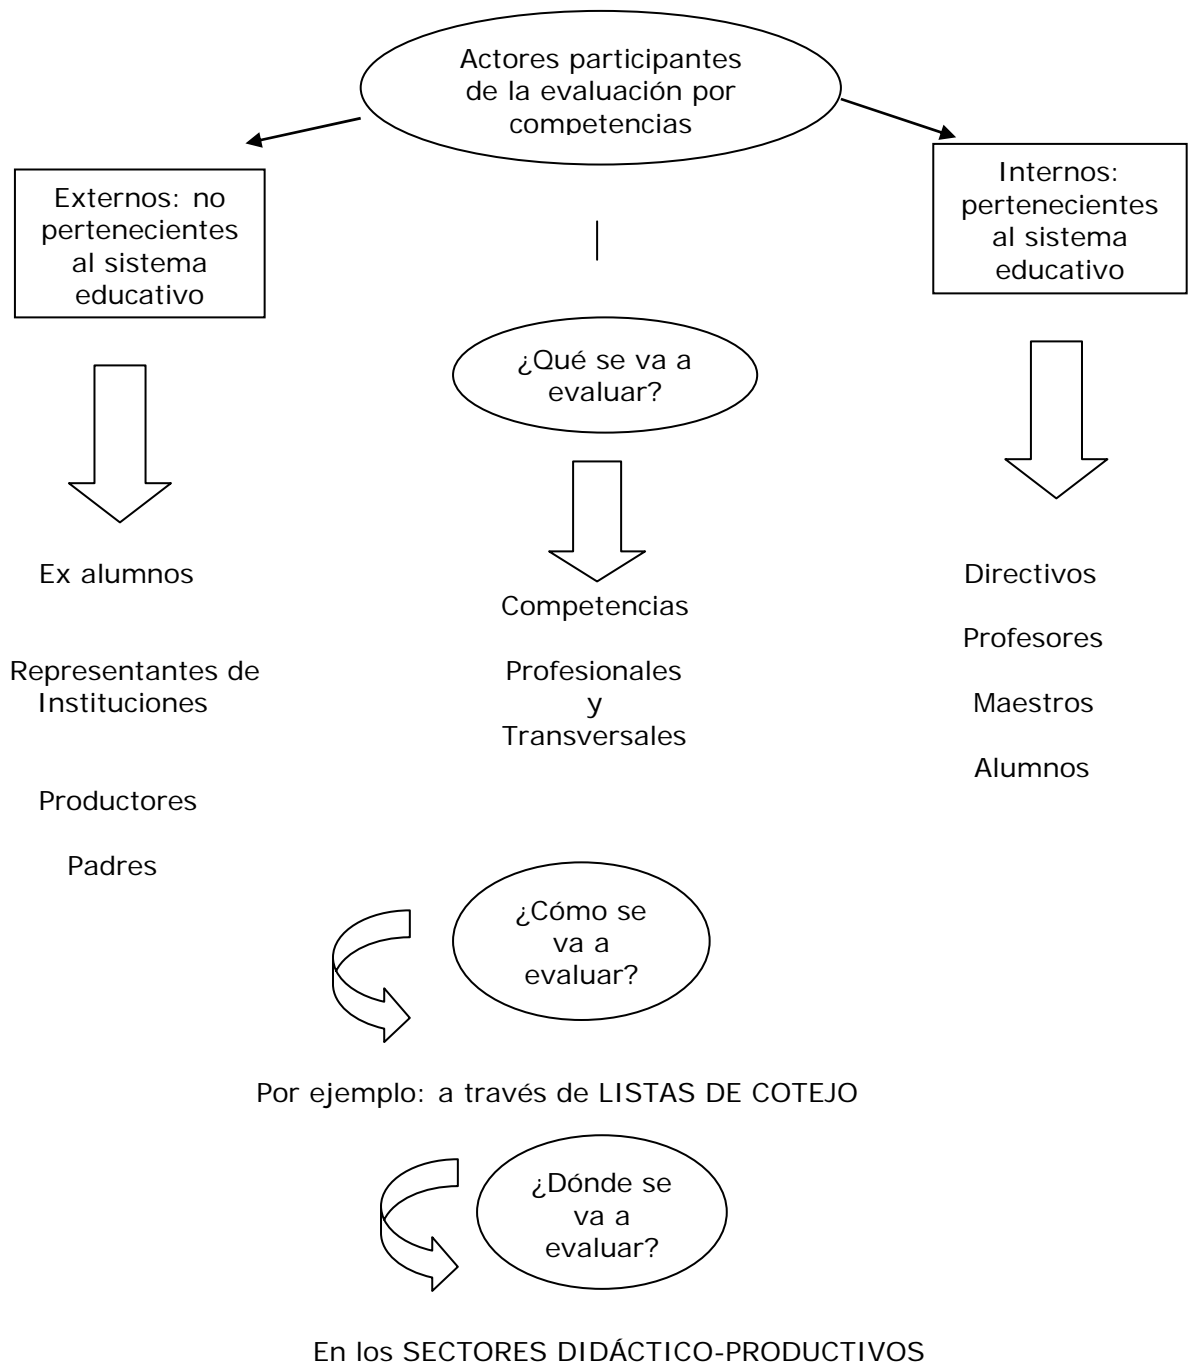 Actores participantes
de la evaluación por
competencias
Externos: no
pertenecientes
al sistema
educativo
Internos:
pertenecientes
al sistema
educativo
¿Qué se va a
evaluar?
Ex alumnos
Representantes de
Instituciones
Productores
Padres
Competencias
Profesionales
y
Transversales
Directivos
Profesores
Maestros
Alumnos
¿Cómo se
va a
evaluar?
Por ejemplo: a través de LISTAS DE COTEJO
¿Dónde se
va a
evaluar?
En los SECTORES DIDÁCTICO-PRODUCTIVOS